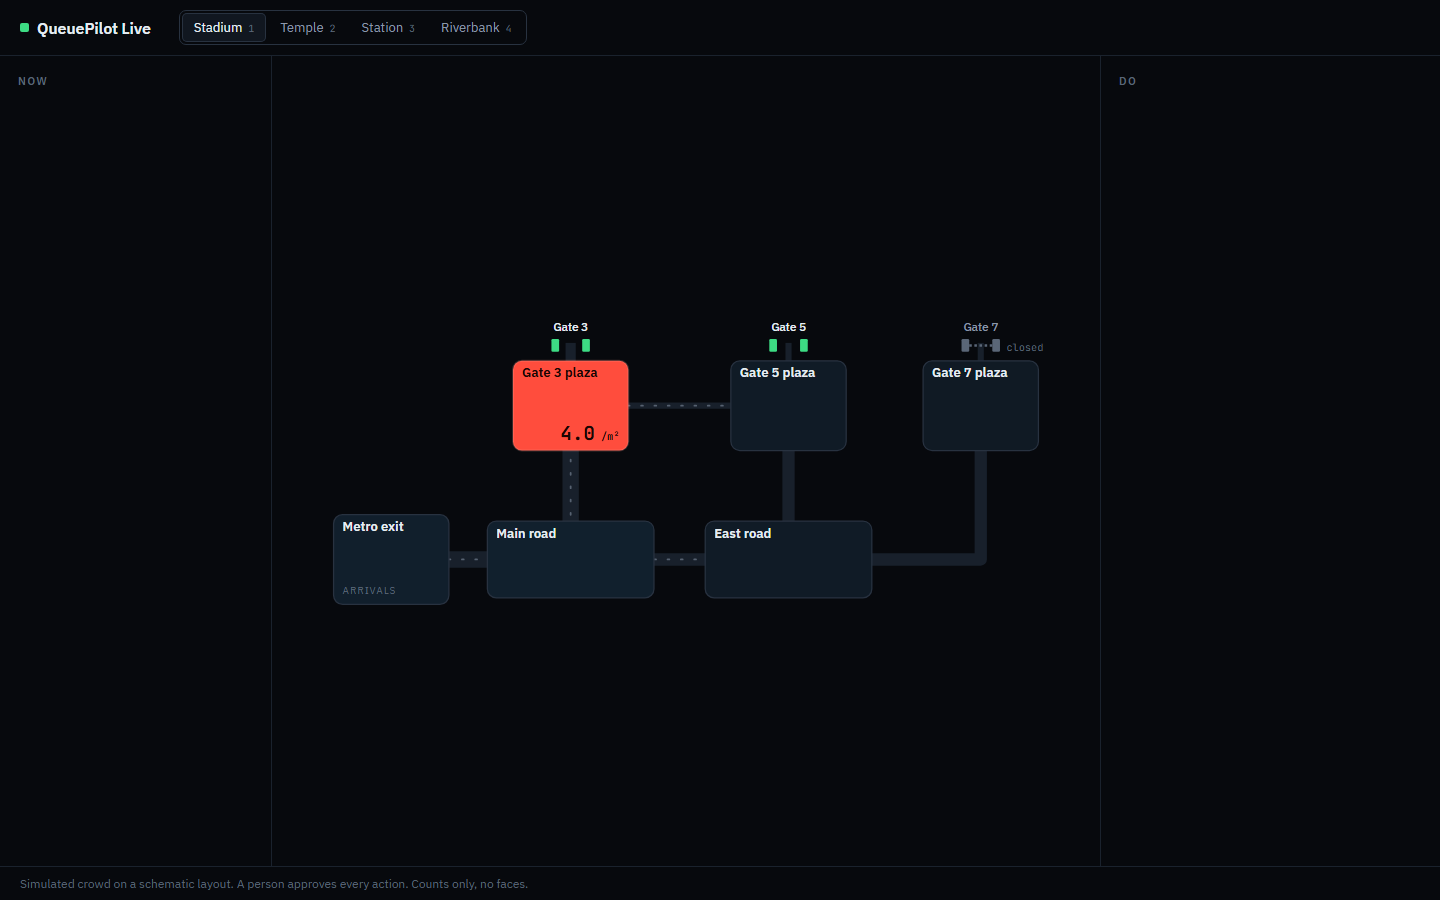 QueuePilot Live
Stadium 1
Temple 2
Station 3
Riverbank 4
NOW
DO
Gate 3
Gate 5
Gate 7
closed
Gate 3 plaza
4.0 /m²
Gate 5 plaza
Gate 7 plaza
Metro exit
ARRIVALS
Main road
East road
Simulated crowd on a schematic layout. A person approves every action. Counts only, no faces.